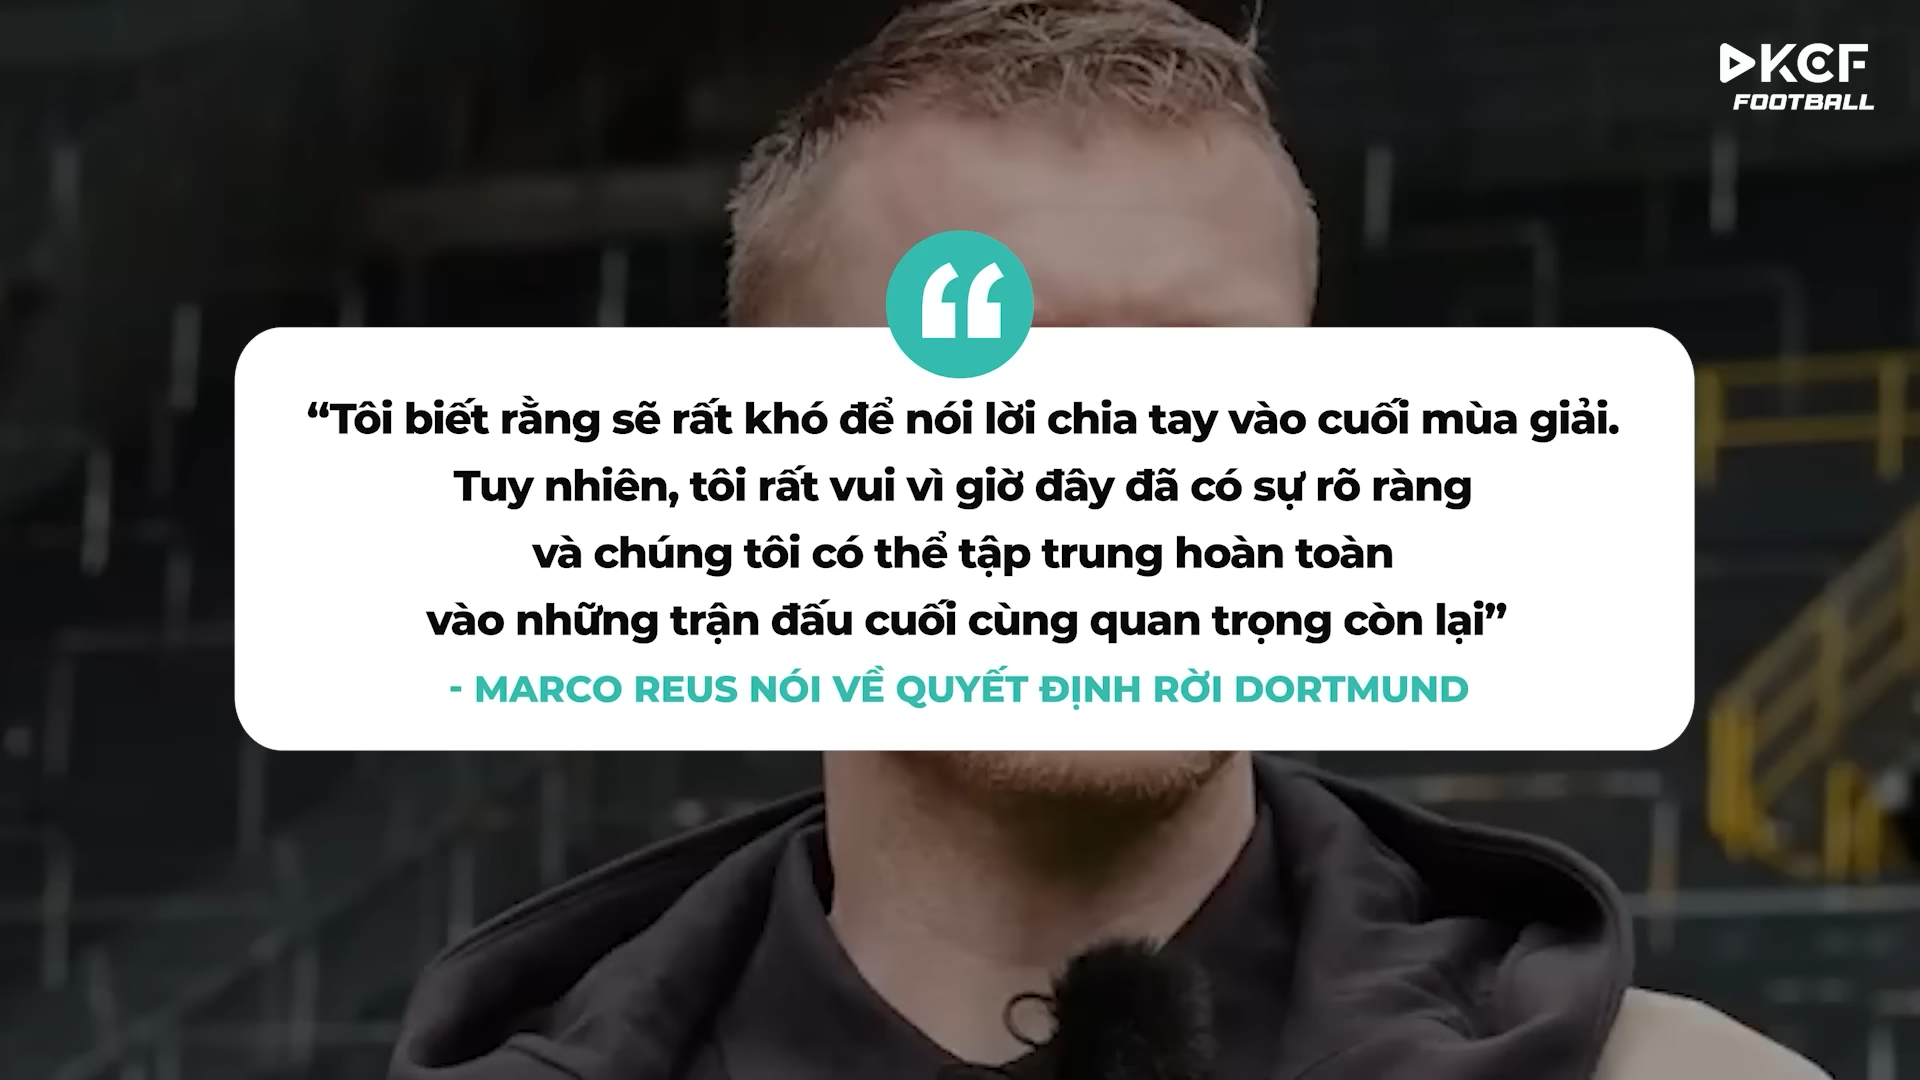 KCF
FOOTBALL
“Tôi biết rằng sẽ rất khó để nói lời chia tay vào cuối mùa giải.
Tuy nhiên, tôi rất vui vì giờ đây đã có sự rõ ràng
và chúng tôi có thể tập trung hoàn toàn
vào những trận đấu cuối cùng quan trọng còn lại”
- MARCO REUS NÓI VỀ QUYẾT ĐỊNH RỜI DORTMUND